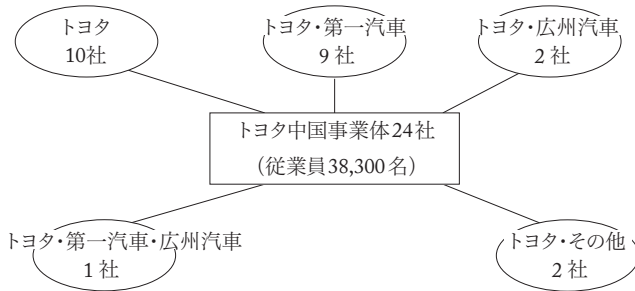 トヨタ
10社
トヨタ・第一汽車
9社
トヨタ・広州汽車
2社
トヨタ中国事業体24社
（従業員38,300名）
トヨタ・第一汽車・広州汽車
1社
トヨタ・その他
2社